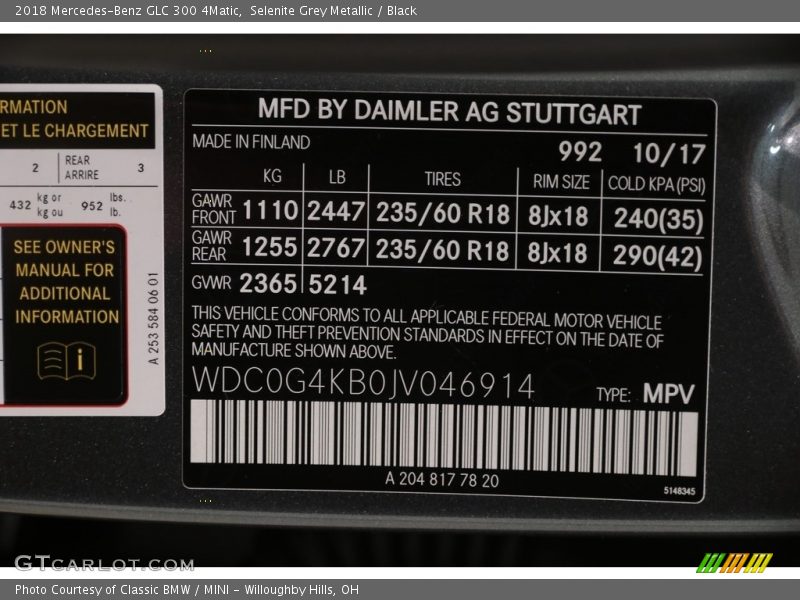 2018 Mercedes-Benz GLC 300 4Matic, Selenite Grey Metallic / Black
RMATION
ET LE CHARGEMENT
2 REAR ARRIERE 3
432 kg or kg ou 952 lbs. lb.
SEE OWNER'S
MANUAL FOR
ADDITIONAL
INFORMATION
i
A 253 584 06 01
MFD BY DAIMLER AG STUTTGART
MADE IN FINLAND
992 10/17
KG LB TIRES RIM SIZE COLD KPA(PSI)
GAWR FRONT 1110 2447 235/60 R18 8Jx18 240(35)
GAWR REAR 1255 2767 235/60 R18 8Jx18 290(42)
GVWR 2365 5214
THIS VEHICLE CONFORMS TO ALL APPLICABLE FEDERAL MOTOR VEHICLE
SAFETY AND THEFT PREVENTION STANDARDS IN EFFECT ON THE DATE OF
MANUFACTURE SHOWN ABOVE.
WDC0G4KB0JV046914 TYPE: MPV
A 204 817 78 20
5148345
GTCARLOT.COM
Photo Courtesy of Classic BMW / MINI - Willoughby Hills, OH